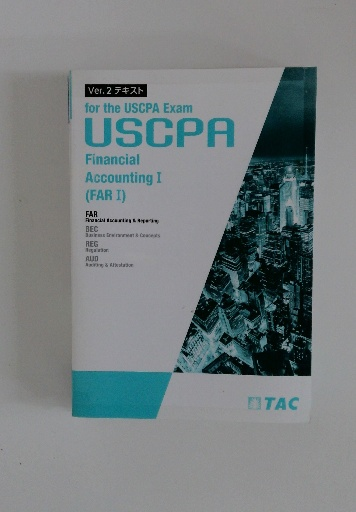 Ver. 2 テキスト
for the USCPA Exam
USCPA
Financial
Accounting I
(FAR I)
FAR
Financial Accounting & Reporting
BEC
Business Environment & Concepts
REG
Regulation
AUD
Auditing & Attestation
TAC